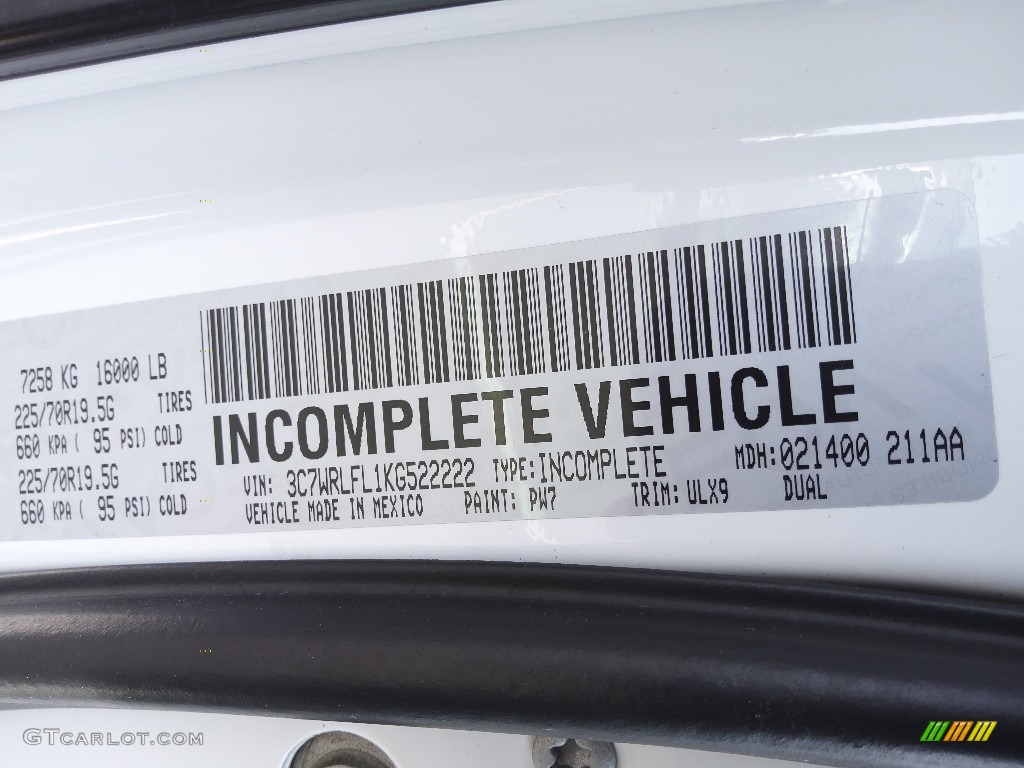 7258 KG 16000 LB
225/70R19.5G TIRES
660 KPA ( 95 PSI) COLD
225/70R19.5G TIRES
660 KPA ( 95 PSI) COLD
INCOMPLETE VEHICLE
VIN: 3C7WRLFL1KG522222 TYPE:INCOMPLETE MDH:021400 211AA
VEHICLE MADE IN MEXICO PAINT: PW7 TRIM: ULX9 DUAL
GTCARLOT.COM